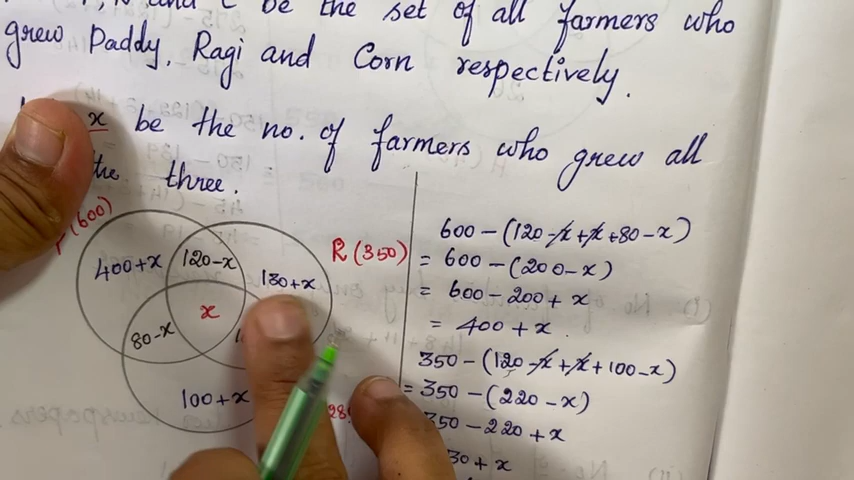 and C be the set of all farmers who
grew Paddy, Ragi and Corn respectively.
x be the no. of farmers who grew all
the three.
(600)
R (350)
400+x
120-x
130+x
x
80-x
100+x
600-(120-x+x+80-x)
= 600-(200-x)
= 600-200+x
= 400+x
350-(120-x+x+100-x)
= 350-(220-x)
350-220+x
30+x